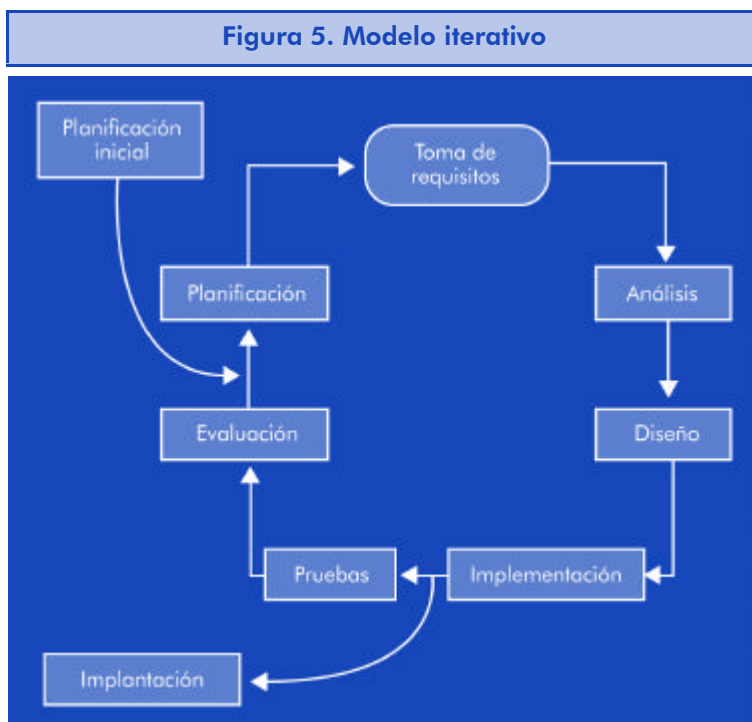 Figura 5. Modelo iterativo
Planificación
inicial
Toma de
requisitos
Planificación
Análisis
Evaluación
Diseño
Pruebas
Implementación
Implantación